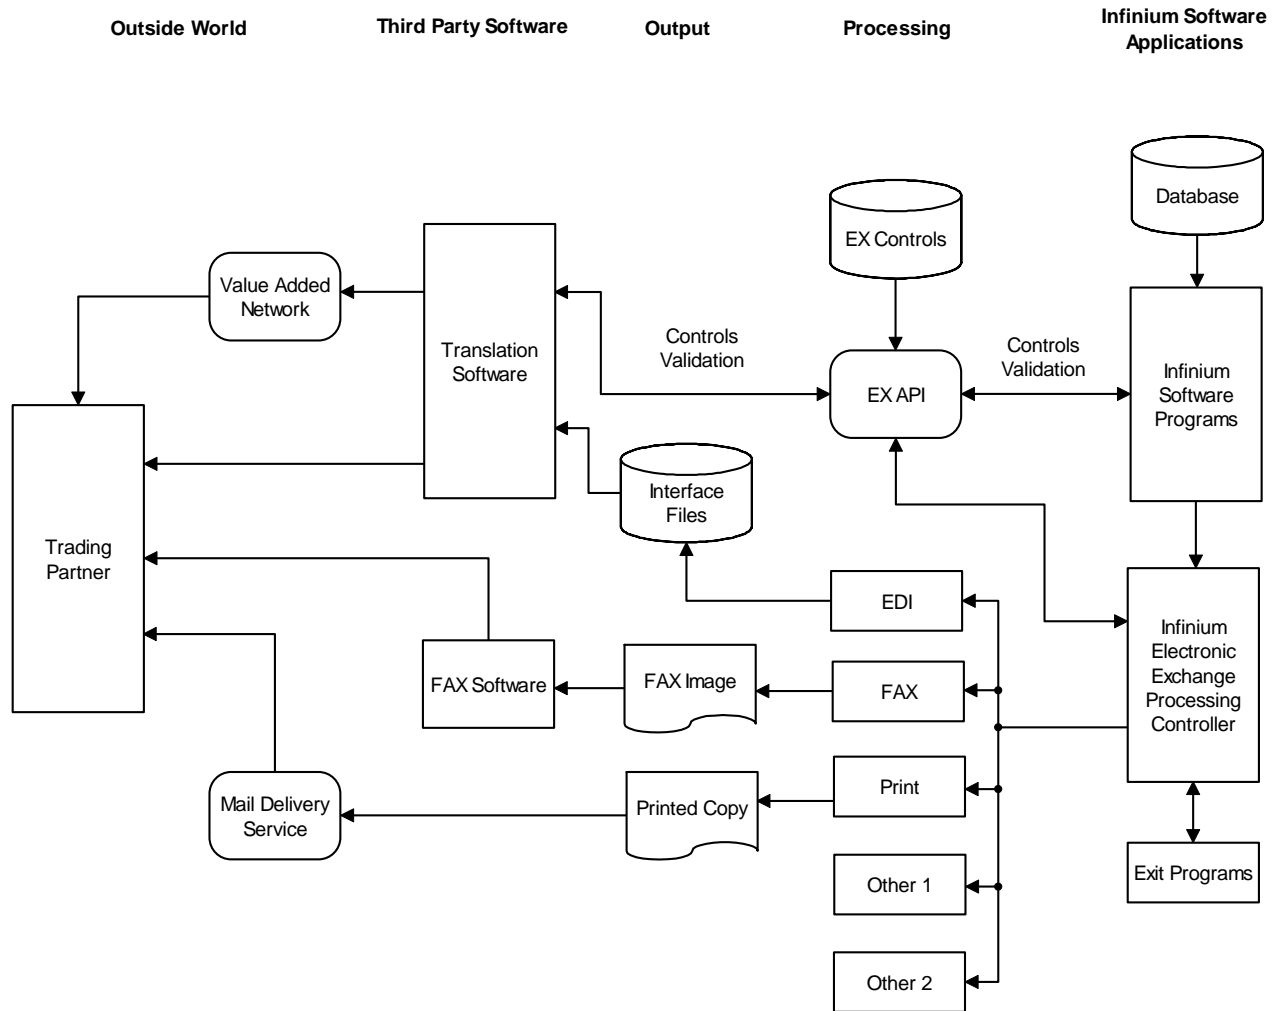 Outside World
Third Party Software
Output
Processing
Infinium Software
Applications
Database
EX Controls
Value Added
Network
Translation
Software
Controls
Validation
Controls
Validation
EX API
Infinium
Software
Programs
Interface
Files
Trading
Partner
EDI
Infinium
Electronic
Exchange
Processing
Controller
FAX Software
FAX Image
FAX
Mail Delivery
Service
Printed Copy
Print
Other 1
Exit Programs
Other 2